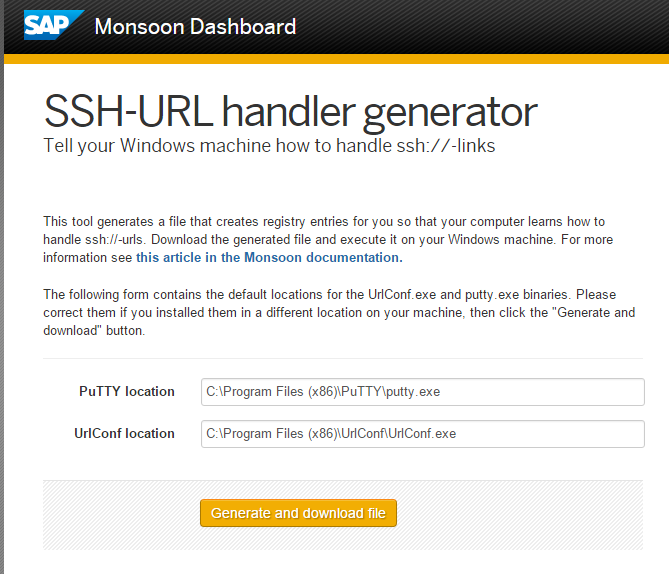 SAP Monsoon Dashboard
SSH-URL handler generator
Tell your Windows machine how to handle ssh://-links
This tool generates a file that creates registry entries for you so that your computer learns how to
handle ssh://-urls. Download the generated file and execute it on your Windows machine. For more
information see this article in the Monsoon documentation.
The following form contains the default locations for the UrlConf.exe and putty.exe binaries. Please
correct them if you installed them in a different location on your machine, then click the "Generate and
download" button.
PuTTY location C:\Program Files (x86)\PuTTY\putty.exe
UrlConf location C:\Program Files (x86)\UrlConf\UrlConf.exe
Generate and download file